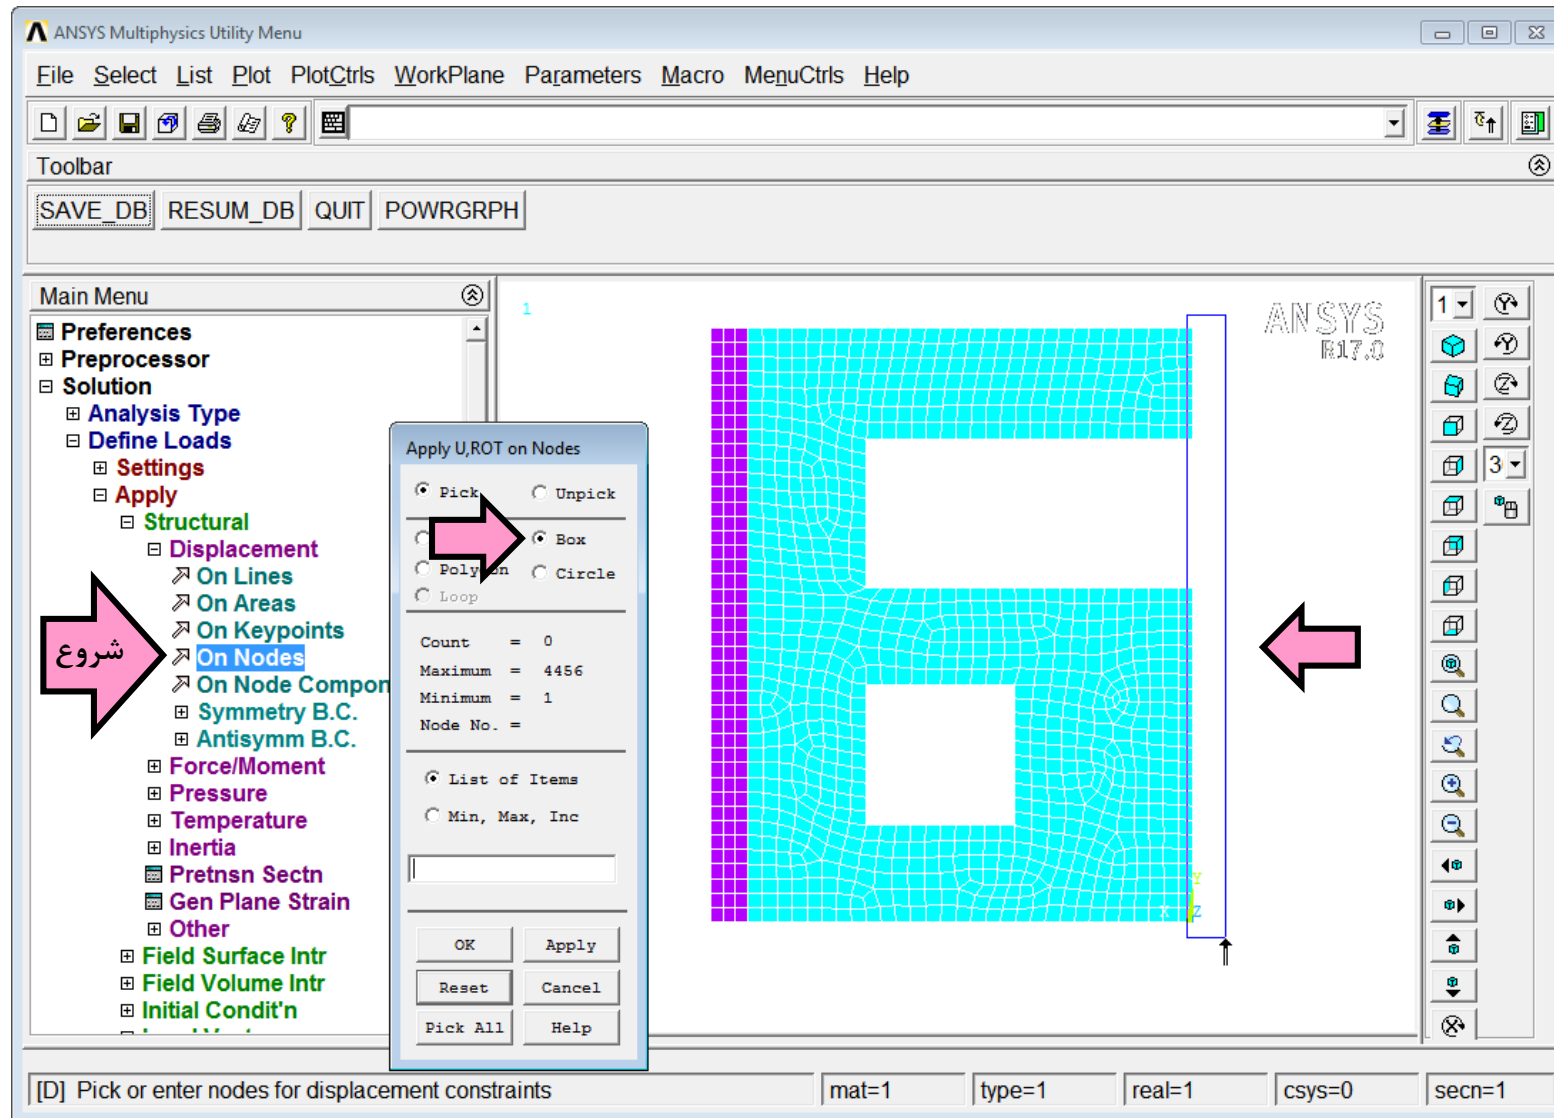 ANSYS Multiphysics Utility Menu
File Select List Plot PlotCtrls WorkPlane Parameters Macro MenuCtrls Help
Toolbar
SAVE_DB RESUM_DB QUIT POWRGRPH
Main Menu
Preferences
Preprocessor
Solution
Analysis Type
Define Loads
Settings
Apply
Structural
Displacement
On Lines
On Areas
On Keypoints
On Nodes
On Node Compon
Symmetry B.C.
Antisymm B.C.
Force/Moment
Pressure
Temperature
Inertia
Pretnsn Sectn
Gen Plane Strain
Other
Field Surface Intr
Field Volume Intr
Initial Condit'n
شروع
Apply U,ROT on Nodes
Pick Unpick
Box
Polygon Circle
Loop
Count = 0
Maximum = 4456
Minimum = 1
Node No. =
List of Items
Min, Max, Inc
OK Apply
Reset Cancel
Pick All Help
1
ANSYS
R17.0
Y
X Z
1
3
[D] Pick or enter nodes for displacement constraints
mat=1 type=1 real=1 csys=0 secn=1